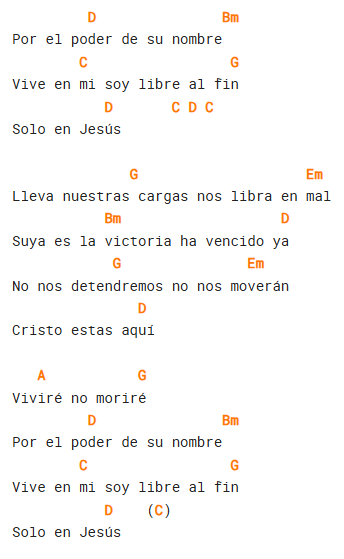 D               Bm
Por el poder de su nombre
        C                 G
Vive en mi soy libre al fin
           D       C D C
Solo en Jesús

              G                    Em
Lleva nuestras cargas nos libra en mal
           Bm                   D
Suya es la victoria ha vencido ya
            G               Em
No nos detendremos no nos moverán
               D
Cristo estas aquí

   A           G
Viviré no moriré
         D               Bm
Por el poder de su nombre
        C                 G
Vive en mi soy libre al fin
           D    (C)
Solo en Jesús